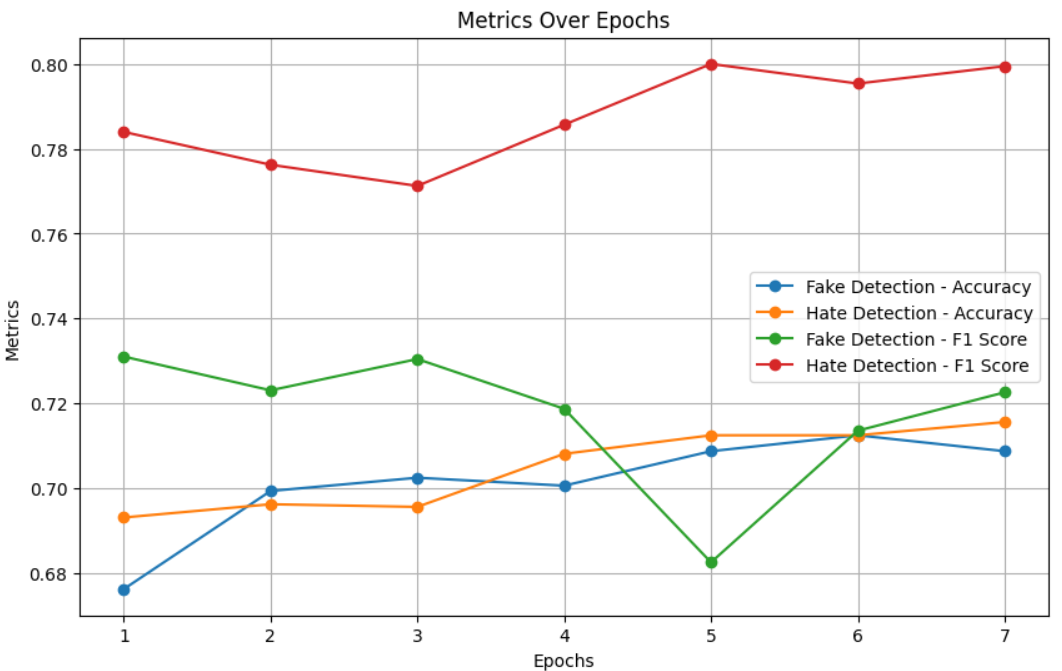 Metrics Over Epochs
Metrics
0.80
0.78
0.76
0.74
0.72
0.70
0.68
Fake Detection - Accuracy
Hate Detection - Accuracy
Fake Detection - F1 Score
Hate Detection - F1 Score
1 2 3 4 5 6 7
Epochs